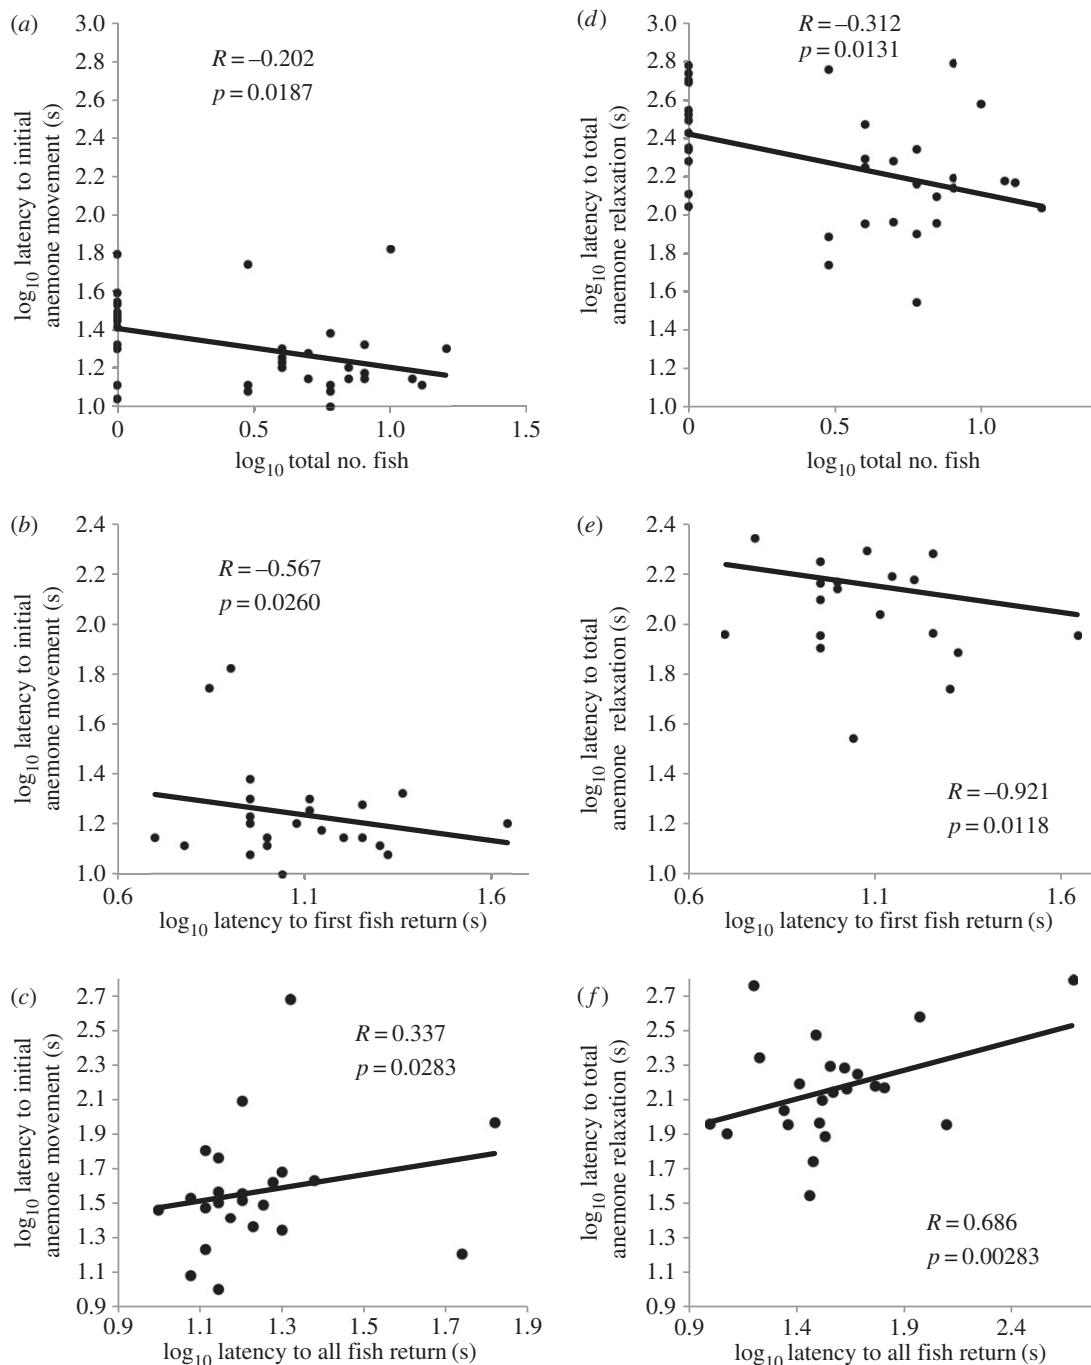 (a)
3.0
2.8
2.6
2.4
2.2
2.0
1.8
1.6
1.4
1.2
1.0
0
0.5
1.0
1.5
R = –0.202
p = 0.0187
log10 latency to initial
anemone movement (s)
log10 total no. fish
(d)
3.0
2.8
2.6
2.4
2.2
2.0
1.8
1.6
1.4
1.2
1.0
0
0.5
1.0
R = –0.312
p = 0.0131
log10 latency to total
anemone relaxation (s)
log10 total no. fish
(b)
2.4
2.2
2.0
1.8
1.6
1.4
1.2
1.0
0.6
1.1
1.6
R = –0.567
p = 0.0260
log10 latency to initial
anemone movement (s)
log10 latency to first fish return (s)
(e)
2.4
2.2
2.0
1.8
1.6
1.4
1.2
1.0
0.6
1.1
1.6
R = –0.921
p = 0.0118
log10 latency to total
anemone relaxation (s)
log10 latency to first fish return (s)
(c)
2.7
2.5
2.3
2.1
1.9
1.7
1.5
1.3
1.1
0.9
0.9
1.1
1.3
1.5
1.7
1.9
R = 0.337
p = 0.0283
log10 latency to initial
anemone movement (s)
log10 latency to all fish return (s)
(f)
2.7
2.5
2.3
2.1
1.9
1.7
1.5
1.3
1.1
0.9
0.9
1.4
1.9
2.4
R = 0.686
p = 0.00283
log10 latency to total
anemone relaxation (s)
log10 latency to all fish return (s)